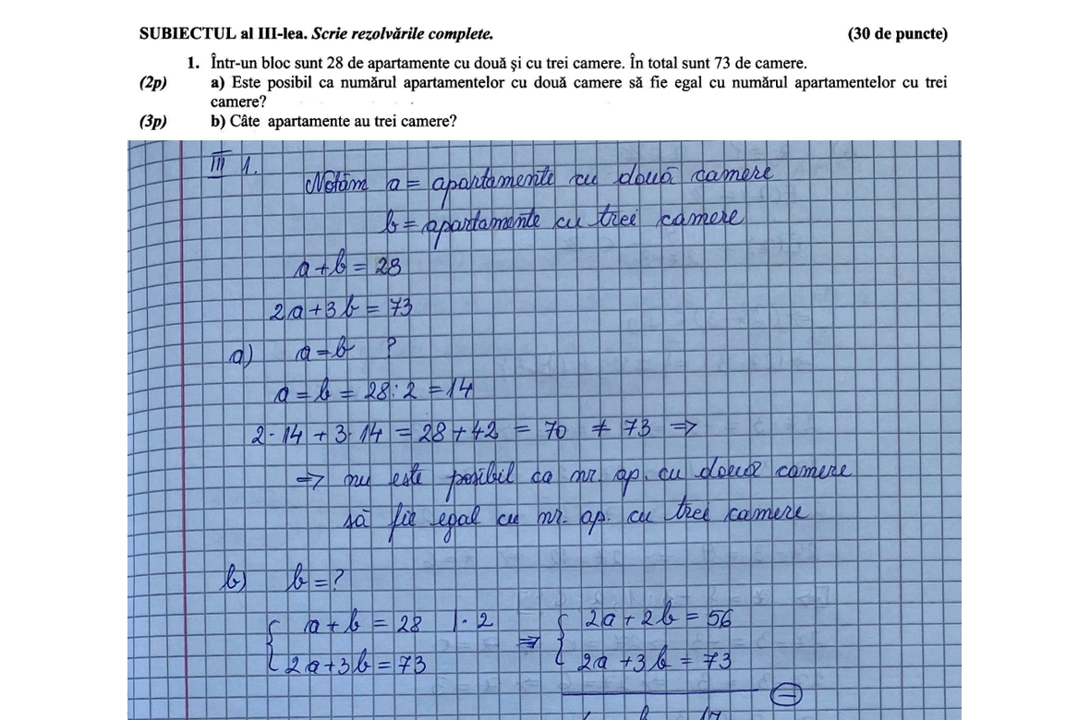 SUBIECTUL al III-lea. Scrie rezolvările complete. (30 de puncte)
1. Într-un bloc sunt 28 de apartamente cu două şi cu trei camere. În total sunt 73 de camere.
(2p) a) Este posibil ca numărul apartamentelor cu două camere să fie egal cu numărul apartamentelor cu trei
camere?
(3p) b) Câte apartamente au trei camere?
III 1.
Notăm a = apartamente cu două camere
b = apartamente cu trei camere
a + b = 28
2a + 3b = 73
a) a = b ?
a = b = 28 : 2 = 14
2 · 14 + 3 · 14 = 28 + 42 = 70 ≠ 73 ⇒
⇒ nu este posibil ca nr. ap. cu două camere
să fie egal cu nr. ap. cu trei camere
b) b = ?
{ a + b = 28 | · 2 ⇒ { 2a + 2b = 56
{ 2a + 3b = 73 { 2a + 3b = 73